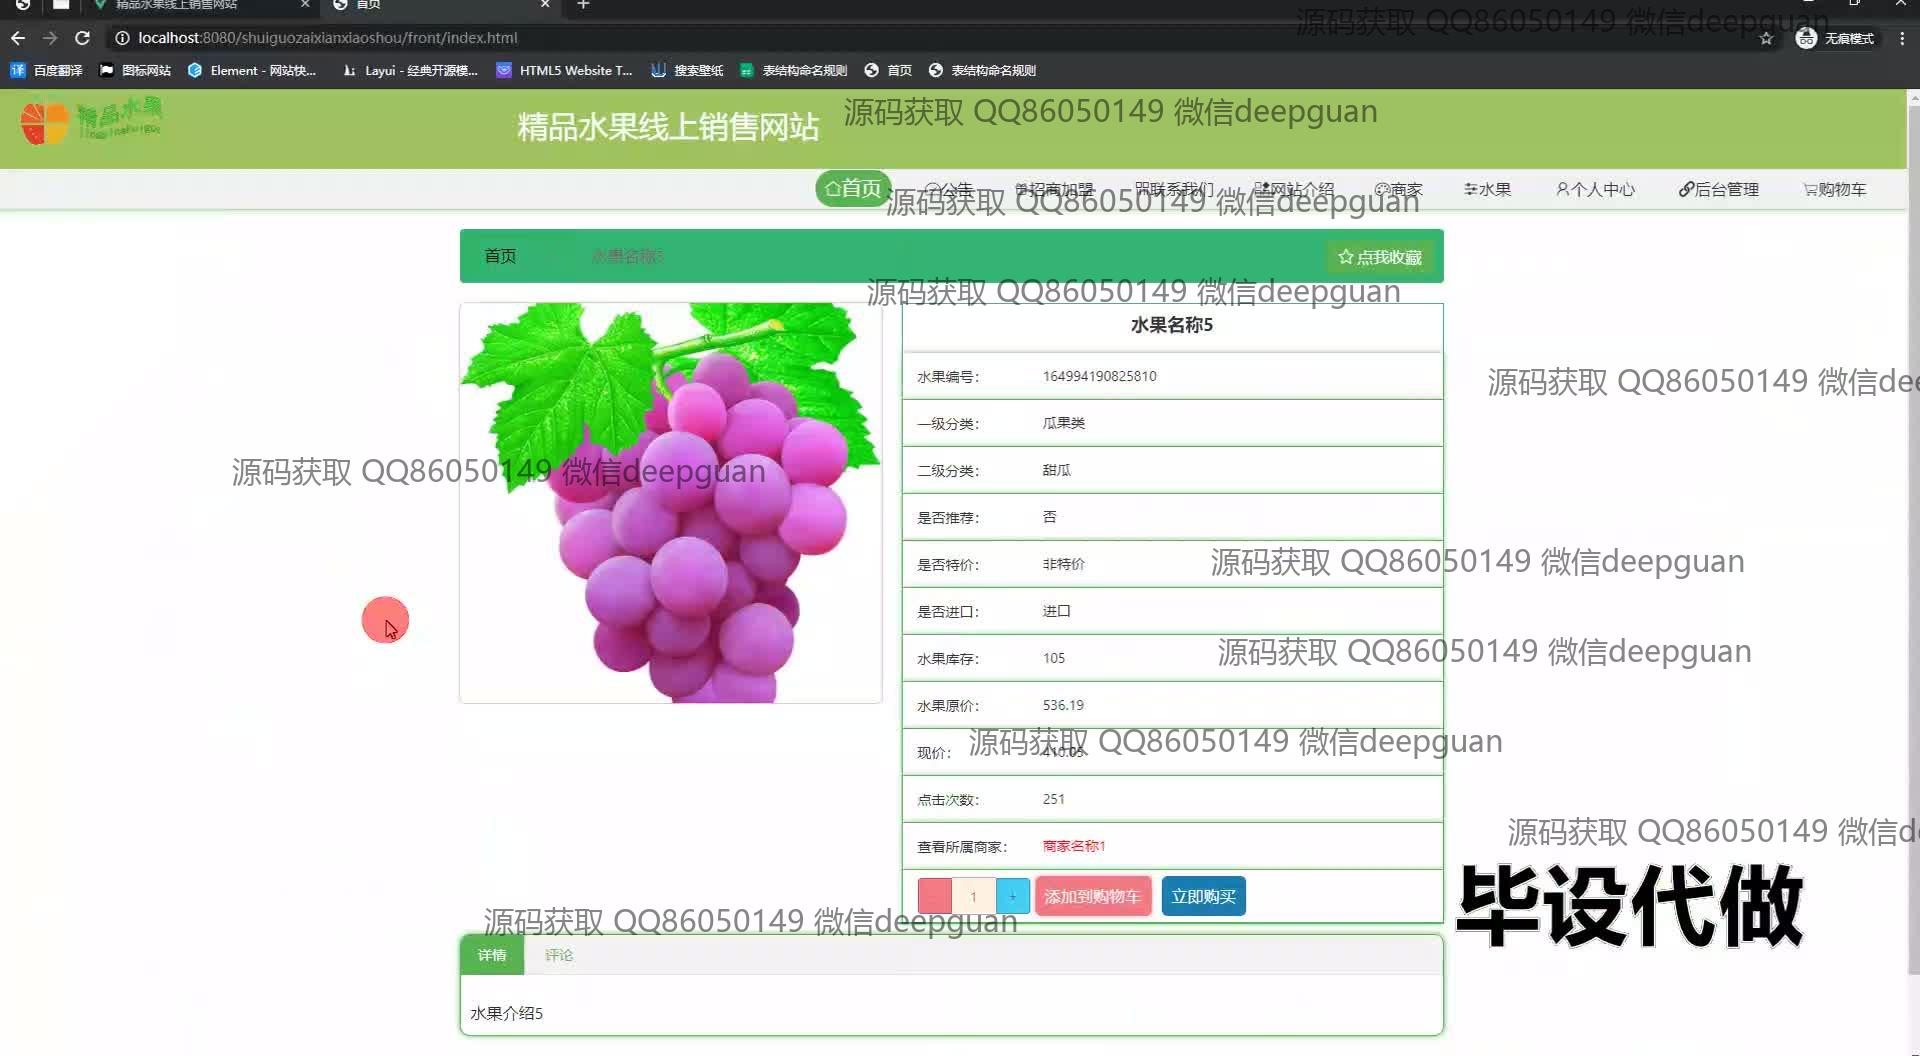 精品水果线上销售网站
首页
localhost:8080/shuiguozaixianxiaoshou/front/index.html
无痕模式
源码获取 QQ86050149 微信deepguan
百度翻译
图标网站
Element - 网站快...
Layui - 经典开源模...
HTML5 Website T...
搜索壁纸
表结构命名规则
首页
表结构命名规则
精品水果
精品水果线上销售网站
源码获取 QQ86050149 微信deepguan
首页
公告
招商加盟
联系我们
网站介绍
商家
水果
个人中心
后台管理
购物车
源码获取 QQ86050149 微信deepguan
首页
水果名称5
点我收藏
源码获取 QQ86050149 微信deepguan
水果名称5
水果编号: 164994190825810
源码获取 QQ86050149 微信dee
一级分类: 瓜果类
二级分类: 甜瓜
源码获取 QQ86050149 微信deepguan
是否推荐: 否
是否特价: 非特价
源码获取 QQ86050149 微信deepguan
是否进口: 进口
水果库存: 105
源码获取 QQ86050149 微信deepguan
水果原价: 536.19
现价: 410.05
源码获取 QQ86050149 微信deepguan
点击次数: 251
查看所属商家: 商家名称1
源码获取 QQ86050149 微信d
1
+
添加到购物车
立即购买
毕设代做
源码获取 QQ86050149 微信deepguan
详情
评论
水果介绍5